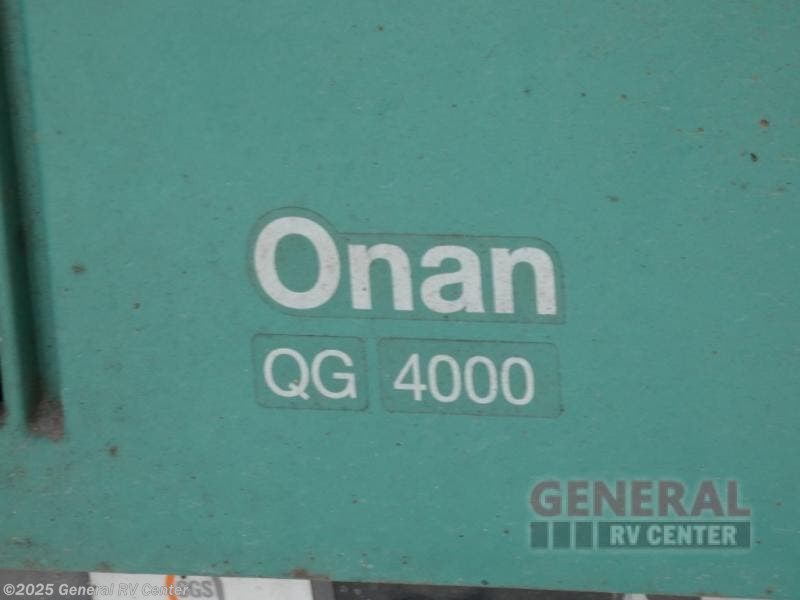 Onan
QG 4000
GENERAL
RV CENTER
©2025 General RV Center